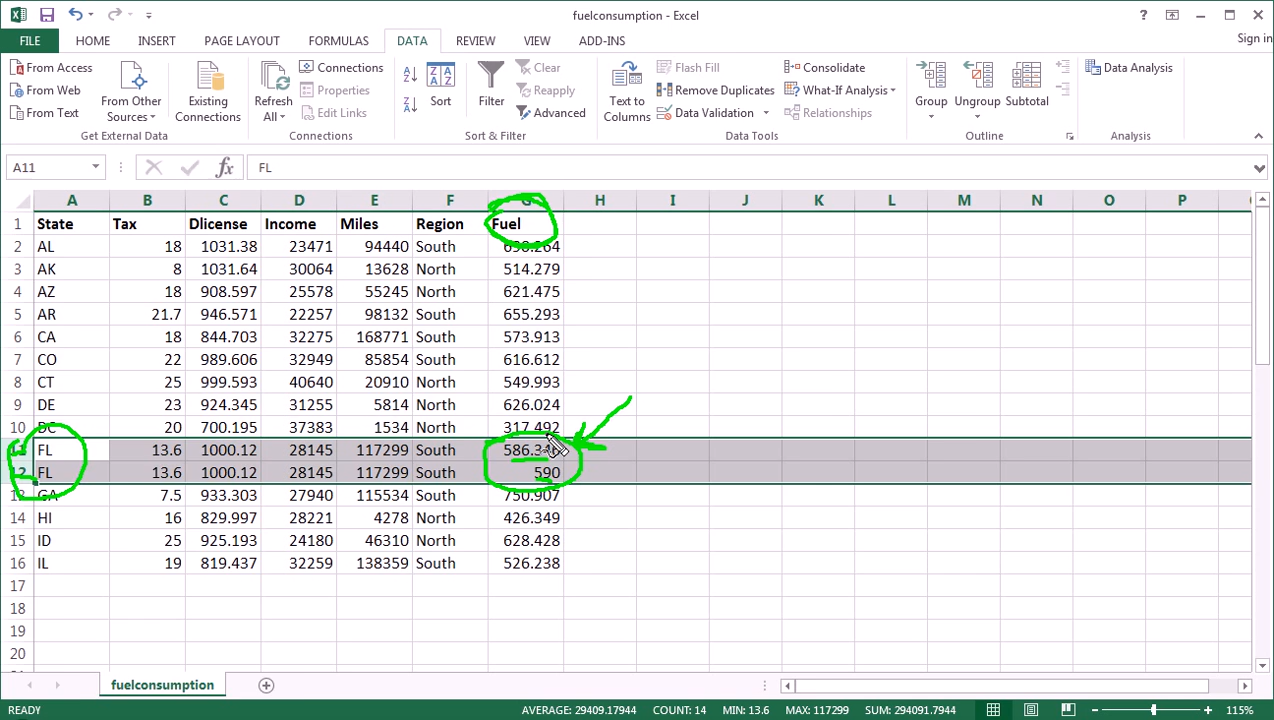 fuelconsumption - Excel
Sign in
FILE HOME INSERT PAGE LAYOUT FORMULAS DATA REVIEW VIEW ADD-INS
From Access
From Web
From Text
From Other Sources
Existing Connections
Get External Data
Refresh All
Connections
Properties
Edit Links
Connections
Sort
Filter
Clear
Reapply
Advanced
Sort & Filter
Text to Columns
Flash Fill
Remove Duplicates
Data Validation
Consolidate
What-If Analysis
Relationships
Data Tools
Group
Ungroup
Subtotal
Outline
Data Analysis
Analysis
A11 fx FL
A B C D E F G H I J K L M N O P
1 State Tax Dlicense Income Miles Region Fuel
2 AL 18 1031.38 23471 94440 South
3 AK 8 1031.64 30064 13628 North 514.279
4 AZ 18 908.597 25578 55245 North 621.475
5 AR 21.7 946.571 22257 98132 South 655.293
6 CA 18 844.703 32275 168771 South 573.913
7 CO 22 989.606 32949 85854 South 616.612
8 CT 25 999.593 40640 20910 North 549.993
9 DE 23 924.345 31255 5814 North 626.024
10 DC 20 700.195 37383 1534 North 317.492
11 FL 13.6 1000.12 28145 117299 South
12 FL 13.6 1000.12 28145 117299 South 590
13 GA 7.5 933.303 27940 115534 South 750.907
14 HI 16 829.997 28221 4278 North 426.349
15 ID 25 925.193 24180 46310 North 628.428
16 IL 19 819.437 32259 138359 South 526.238
17
18
19
20
fuelconsumption
READY AVERAGE: 29409.17944 COUNT: 14 MIN: 13.6 MAX: 117299 SUM: 294091.7944 115%